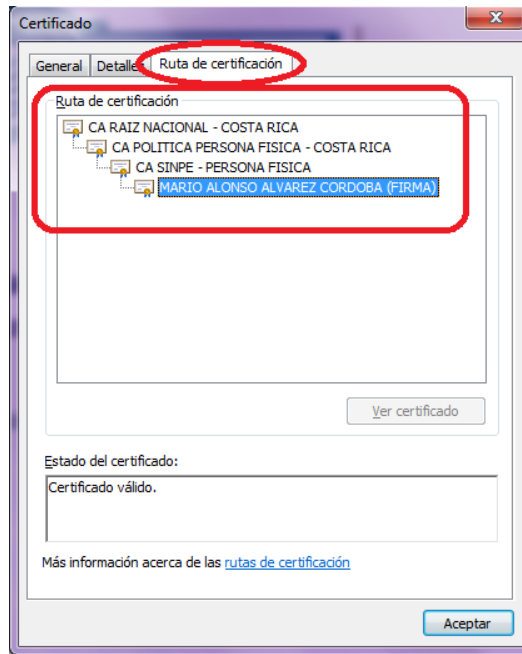 Certificado
General Detalles Ruta de certificación
Ruta de certificación
CA RAIZ NACIONAL - COSTA RICA
CA POLITICA PERSONA FISICA - COSTA RICA
CA SINPE - PERSONA FISICA
MARIO ALONSO ALVAREZ CORDOBA (FIRMA)
Ver certificado
Estado del certificado:
Certificado válido.
Más información acerca de las rutas de certificación
Aceptar